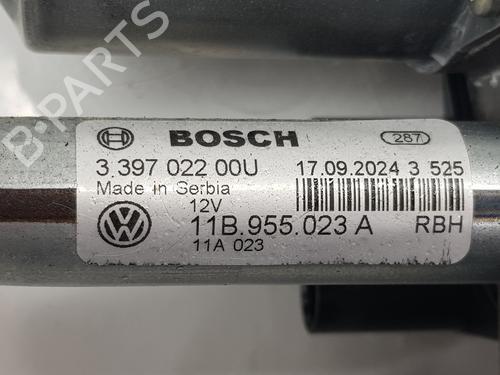 B-PARTS
BOSCH 287
3 397 022 00U 17.09.2024 3 525
Made in Serbia
12V
11B.955.023 A RBH
11A 023